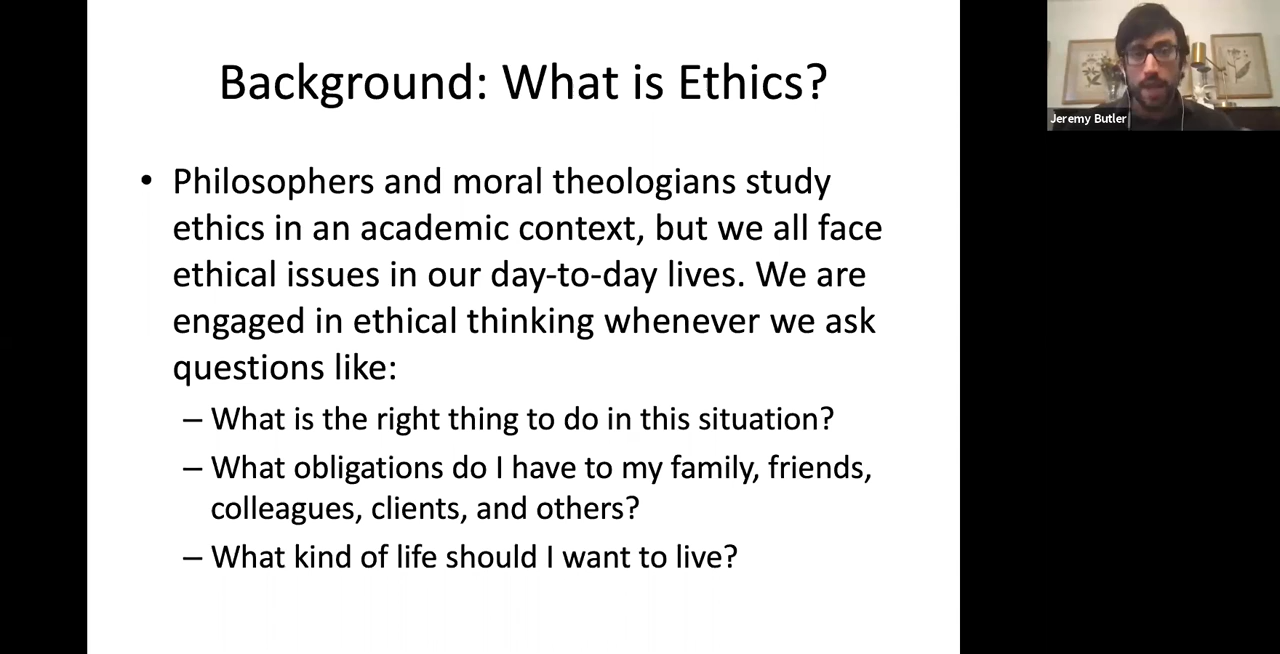 Background: What is Ethics?
Jeremy Butler
• Philosophers and moral theologians study
ethics in an academic context, but we all face
ethical issues in our day-to-day lives. We are
engaged in ethical thinking whenever we ask
questions like:
– What is the right thing to do in this situation?
– What obligations do I have to my family, friends,
colleagues, clients, and others?
– What kind of life should I want to live?